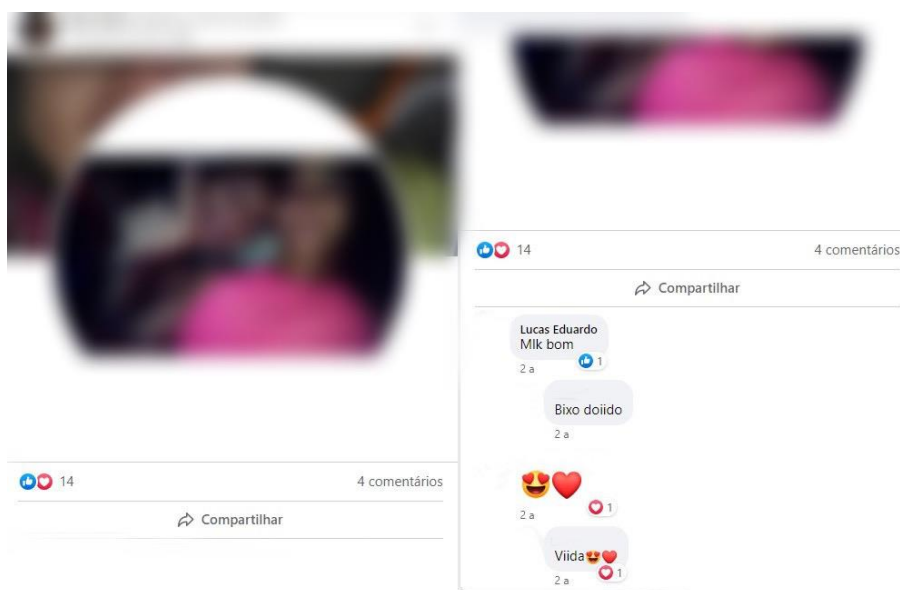 14
4 comentários
Compartilhar
14
4 comentários
Compartilhar
Lucas Eduardo
Mlk bom
1
2 a
Bixo doiido
2 a
😍❤️
1
2 a
Viida😍❤️
1
2 a